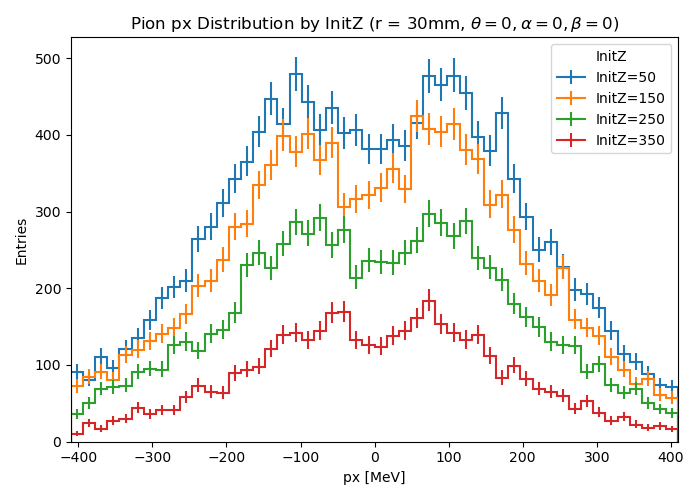 Pion px Distribution by InitZ (r = 30mm, θ = 0, α = 0, β = 0)
InitZ
InitZ=50
InitZ=150
InitZ=250
InitZ=350
Entries
500
400
300
200
100
0
−400 −300 −200 −100 0 100 200 300 400
px [MeV]